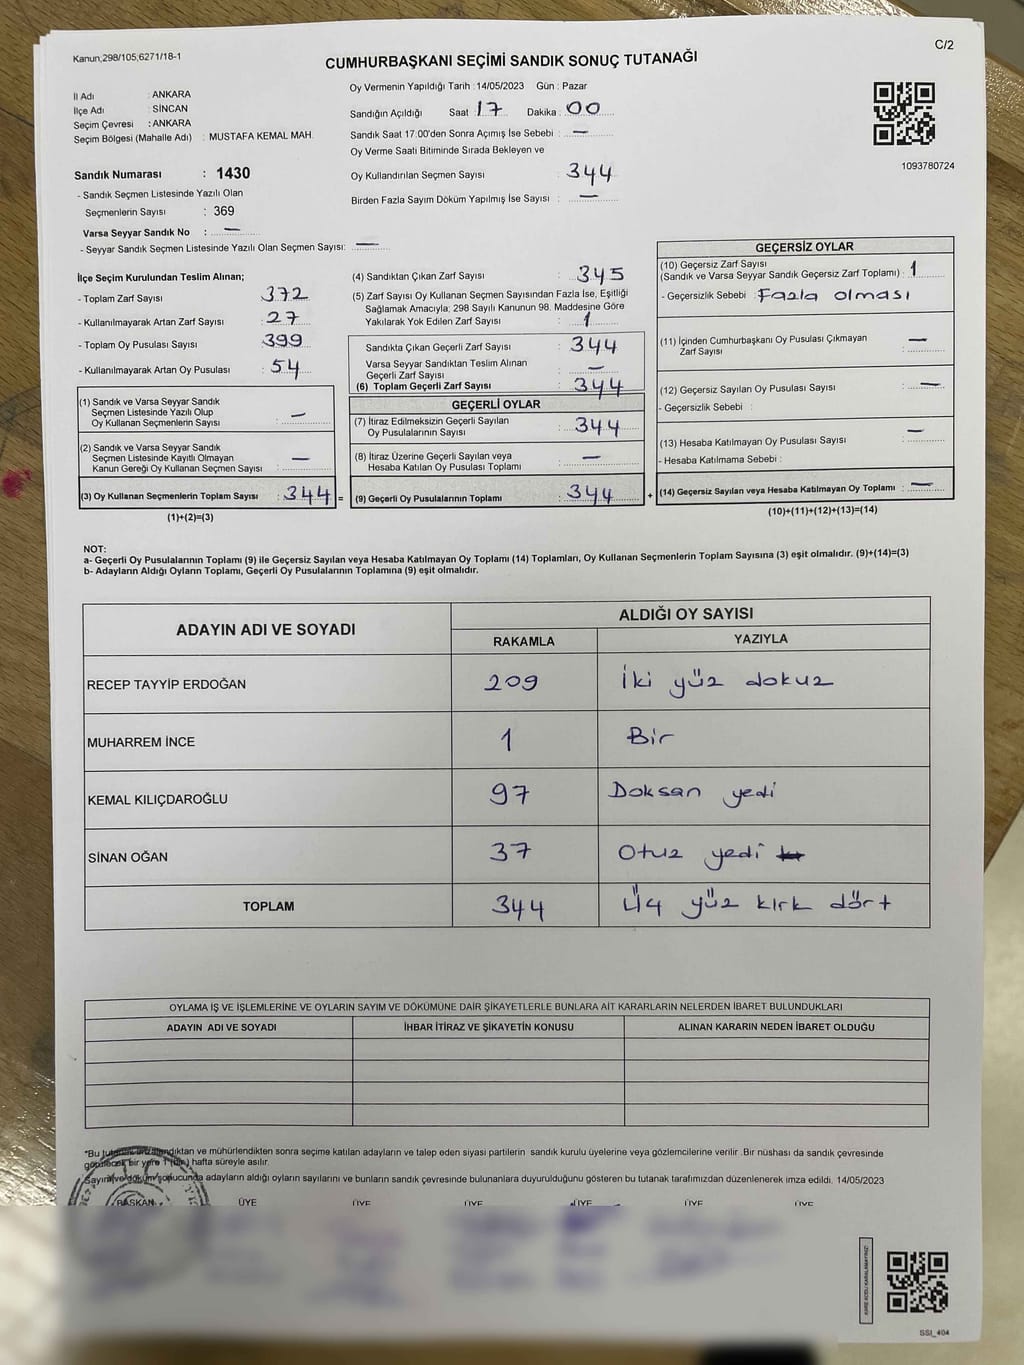 Kanun;298/105;6271/18-1
C/2
CUMHURBAŞKANI SEÇİMİ SANDIK SONUÇ TUTANAĞI
İl Adı : ANKARA
İlçe Adı : SİNCAN
Seçim Çevresi : ANKARA
Seçim Bölgesi (Mahalle Adı) : MUSTAFA KEMAL MAH.
Oy Vermenin Yapıldığı Tarih : 14/05/2023 Gün : Pazar
Sandığın Açıldığı Saat : 17 Dakika : 00
Sandık Saat 17:00'den Sonra Açımış İse Sebebi : —
Oy Verme Saati Bitiminde Sırada Bekleyen ve
Oy Kullandırılan Seçmen Sayısı : 344
Birden Fazla Sayım Döküm Yapılmış İse Sayısı : —
1093780724
Sandık Numarası : 1430
- Sandık Seçmen Listesinde Yazılı Olan
Seçmenlerin Sayısı : 369
Varsa Seyyar Sandık No : —
- Seyyar Sandık Seçmen Listesinde Yazılı Olan Seçmen Sayısı: —
İlçe Seçim Kurulundan Teslim Alınan;
- Toplam Zarf Sayısı : 372
- Kullanılmayarak Artan Zarf Sayısı : 27
- Toplam Oy Pusulası Sayısı : 399
- Kullanılmayarak Artan Oy Pusulası : 54
(1) Sandık ve Varsa Seyyar Sandık
Seçmen Listesinde Yazılı Olup
Oy Kullanan Seçmenlerin Sayısı : —
(2) Sandık ve Varsa Seyyar Sandık
Seçmen Listesinde Kayıtlı Olmayan
Kanun Gereği Oy Kullanan Seçmen Sayısı : —
(3) Oy Kullanan Seçmenlerin Toplam Sayısı : 344 =
(1)+(2)=(3)
(4) Sandıktan Çıkan Zarf Sayısı : 345
(5) Zarf Sayısı Oy Kullanan Seçmen Sayısından Fazla İse, Eşitliği
Sağlamak Amacıyla; 298 Sayılı Kanunun 98. Maddesine Göre
Yakılarak Yok Edilen Zarf Sayısı : 1
Sandıkta Çıkan Geçerli Zarf Sayısı : 344
Varsa Seyyar Sandıktan Teslim Alınan
Geçerli Zarf Sayısı : —
(6) Toplam Geçerli Zarf Sayısı : 344
GEÇERLİ OYLAR
(7) İtiraz Edilmeksizin Geçerli Sayılan
Oy Pusulalarının Sayısı : 344
(8) İtiraz Üzerine Geçerli Sayılan veya
Hesaba Katılan Oy Pusulası Toplamı : —
(9) Geçerli Oy Pusulalarının Toplamı : 344 +
GEÇERSİZ OYLAR
(10) Geçersiz Zarf Sayısı
(Sandık ve Varsa Seyyar Sandık Geçersiz Zarf Toplamı) : 1
- Geçersizlik Sebebi : Fazla olması
(11) İçinden Cumhurbaşkanı Oy Pusulası Çıkmayan
Zarf Sayısı : —
(12) Geçersiz Sayılan Oy Pusulası Sayısı : —
- Geçersizlik Sebebi :
(13) Hesaba Katılmayan Oy Pusulası Sayısı : —
- Hesaba Katılmama Sebebi :
(14) Geçersiz Sayılan veya Hesaba Katılmayan Oy Toplamı : —
(10)+(11)+(12)+(13)=(14)
NOT:
a- Geçerli Oy Pusulalarının Toplamı (9) ile Geçersiz Sayılan veya Hesaba Katılmayan Oy Toplamı (14) Toplamları, Oy Kullanan Seçmenlerin Toplam Sayısına (3) eşit olmalıdır. (9)+(14)=(3)
b- Adayların Aldığı Oyların Toplamı, Geçerli Oy Pusulalarının Toplamına (9) eşit olmalıdır.
ADAYIN ADI VE SOYADI ALDIĞI OY SAYISI
RAKAMLA YAZIYLA
RECEP TAYYİP ERDOĞAN 209 İki yüz dokuz
MUHARREM İNCE 1 Bir
KEMAL KILIÇDAROĞLU 97 Doksan yedi
SİNAN OĞAN 37 Otuz yedi
TOPLAM 344 Üç yüz kırk dört
OYLAMA İŞ VE İŞLEMLERİNE VE OYLARIN SAYIM VE DÖKÜMÜNE DAİR ŞİKAYETLERLE BUNLARA AİT KARARLARIN NELERDEN İBARET BULUNDUKLARI
ADAYIN ADI VE SOYADI İHBAR İTİRAZ VE ŞİKAYETİN KONUSU ALINAN KARARIN NEDEN İBARET OLDUĞU
"Bu tutanak imzalandıktan ve mühürlendikten sonra seçime katılan adayların ve talep eden siyasi partilerin sandık kurulu üyelerine veya gözlemcilerine verilir .Bir nüshası da sandık çevresinde
görülecek bir yere 1 (bir) hafta süreyle asılır.
Sayım ve döküm sonucunda adayların aldığı oyların sayılarını ve bunların sandık çevresinde bulunanlara duyurulduğunu gösteren bu tutanak tarafımızdan düzenlenerek imza edildi. 14/05/2023
BAŞKAN ÜYE ÜYE ÜYE ÜYE ÜYE ÜYE
SSI_404